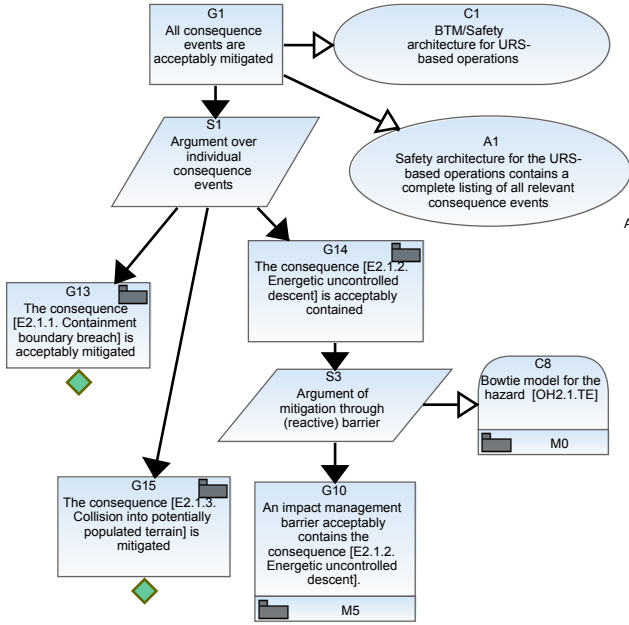 G1
All consequence
events are
acceptably mitigated
C1
BTM/Safety
architecture for URS-
based operations
S1
Argument over
individual
consequence
events
A1
Safety architecture for the URS-
based operations contains a
complete listing of all relevant
consequence events
A
G14
The consequence [E2.1.2.
Energetic uncontrolled
descent] is acceptably
contained
G13
The consequence
[E2.1.1. Containment
boundary breach] is
acceptably mitigated
S3
Argument of
mitigation through
(reactive) barrier
C8
Bowtie model for the
hazard [OH2.1.TE]
M0
G15
The consequence [E2.1.3.
Collision into potentially
populated terrain] is
mitigated
G10
An impact management
barrier acceptably
contains the
consequence [E2.1.2.
Energetic uncontrolled
descent].
M5